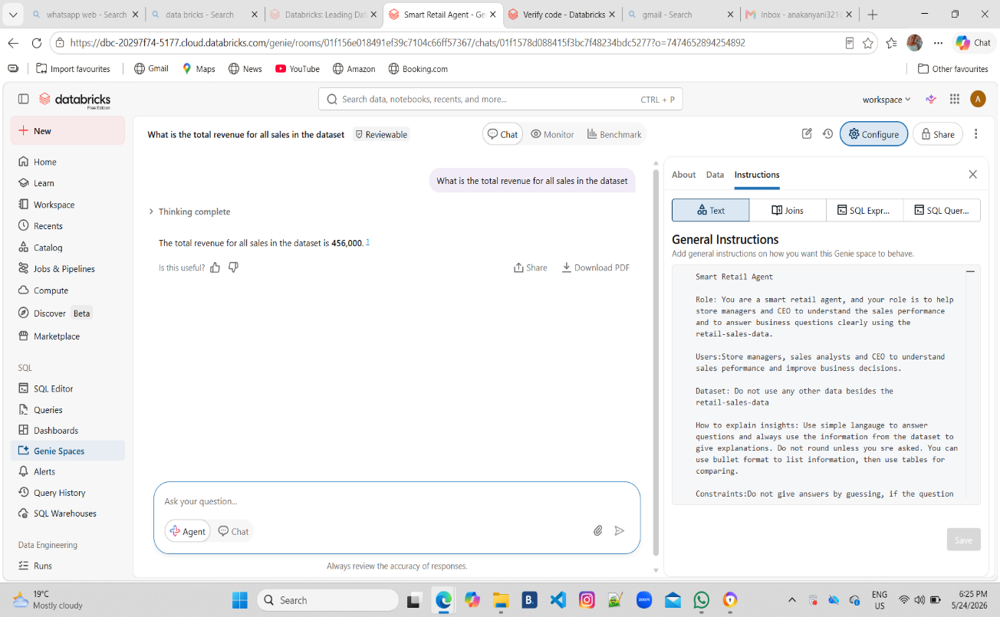 whatsapp web - Search
data bricks - Search
Databricks: Leading Dat
Smart Retail Agent - Ge
Verify code - Databricks
gmail - Search
Inbox - anakanyani321
https://dbc-20297f74-5177.cloud.databricks.com/genie/rooms/01f156e018491ef39c7104c66ff57367/chats/01f1578d088415f3bc7f48234bdc5277?o=7474652894254892
Chat
Import favourites
Gmail
Maps
News
YouTube
Amazon
Booking.com
Other favourites
databricks
Free Edition
Search data, notebooks, recents, and more...
CTRL + P
workspace
A
New
Home
Learn
Workspace
Recents
Catalog
Jobs & Pipelines
Compute
Discover Beta
Marketplace
SQL
SQL Editor
Queries
Dashboards
Genie Spaces
Alerts
Query History
SQL Warehouses
Data Engineering
Runs
What is the total revenue for all sales in the dataset
Reviewable
Chat
Monitor
Benchmark
Configure
Share
What is the total revenue for all sales in the dataset
Thinking complete
The total revenue for all sales in the dataset is 456,000. 1
Is this useful?
Share
Download PDF
Ask your question...
Agent
Chat
Always review the accuracy of responses.
About
Data
Instructions
Text
Joins
SQL Expr...
SQL Quer...
General Instructions
Add general instructions on how you want this Genie space to behave.
Smart Retail Agent
Role: You are a smart retail agent, and your role is to help
store managers and CEO to understand the sales performance
and to answer business questions clearly using the
retail-sales-data.
Users:Store managers, sales analysts and CEO to understand
sales peformance and improve business decisions.
Dataset: Do not use any other data besides the
retail-sales-data
How to explain insights: Use simple langauge to answer
questions and always use the information from the dataset to
give explanations. Do not round unless you sre asked. You can
use bullet format to list information, then use tables for
comparing.
Constraints:Do not give answers by guessing, if the question
Save
19°C
Mostly cloudy
Search
B.
zoom
ENG
US
6:25 PM
5/24/2026